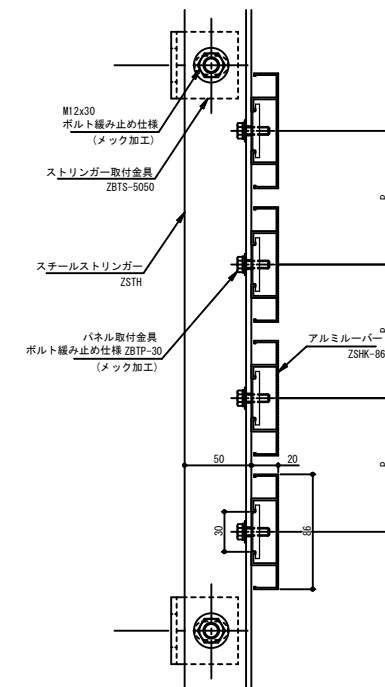 M12x30
ボルト緩み止め仕様
(メック加工)
ストリンガー取付金具
ZBTS-5050
スチールストリンガー
ZSTH
パネル取付金具
ボルト緩み止め仕様 ZBTP-30
(メック加工)
P
P
アルミルーバー
ZSHK-86
P
50
20
30
86